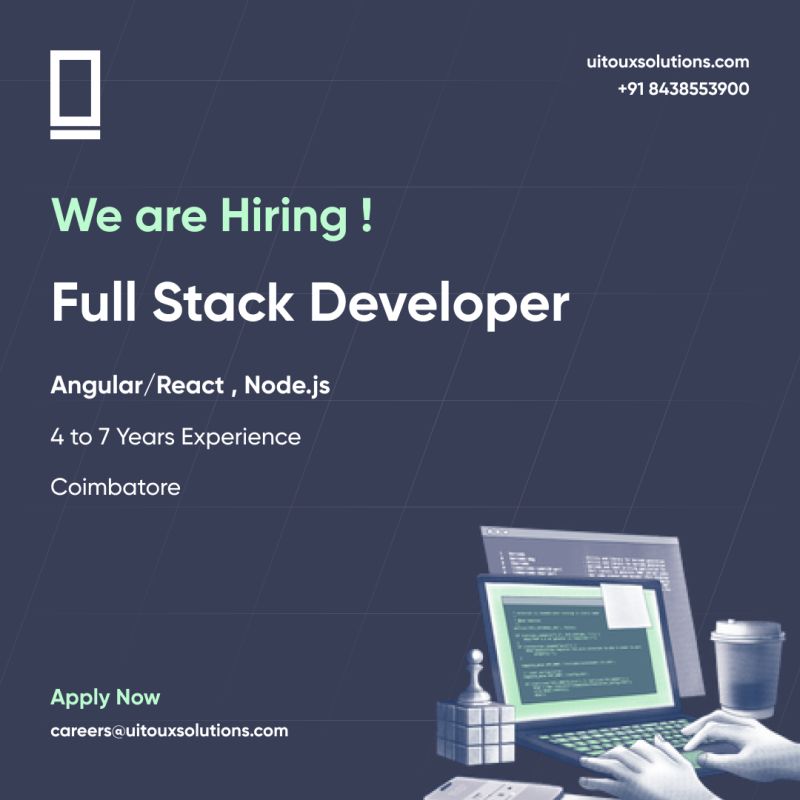 uitouxsolutions.com
+91 8438553900
We are Hiring !
Full Stack Developer
Angular/React , Node.js
4 to 7 Years Experience
Coimbatore
Apply Now
careers@uitouxsolutions.com